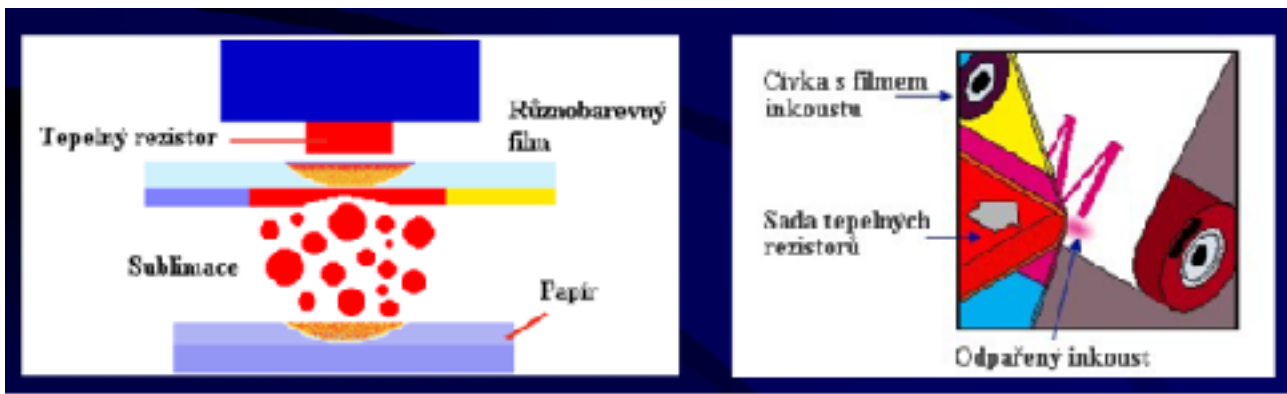 Tepelný rezistor
Různobarevný
film
Sublimace
Papír
Cívka s filmem
inkoustu
Sada tepelných
rezistorů
Odpařený inkoust